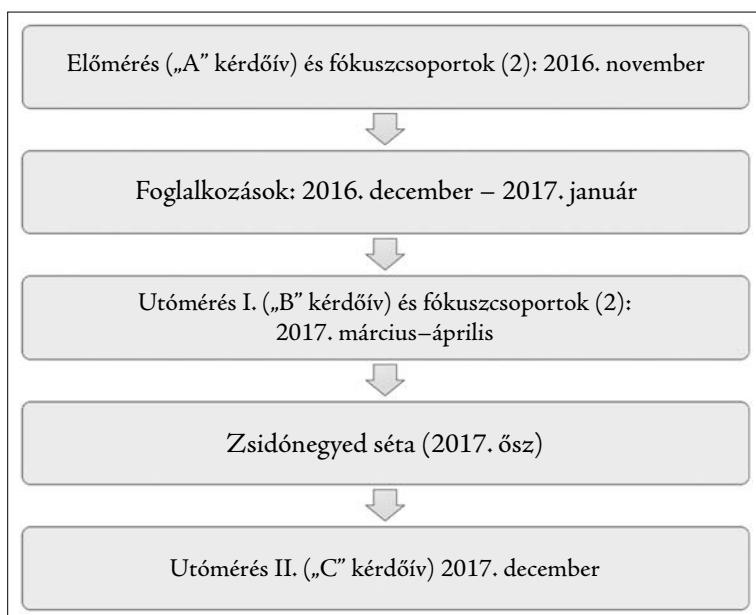 Előmérés („A” kérdőív) és fókuszcsoportok (2): 2016. november
Foglalkozások: 2016. december – 2017. január
Utómérés I. („B” kérdőív) és fókuszcsoportok (2):
2017. március–április
Zsidónegyed séta (2017. ősz)
Utómérés II. („C” kérdőív) 2017. december